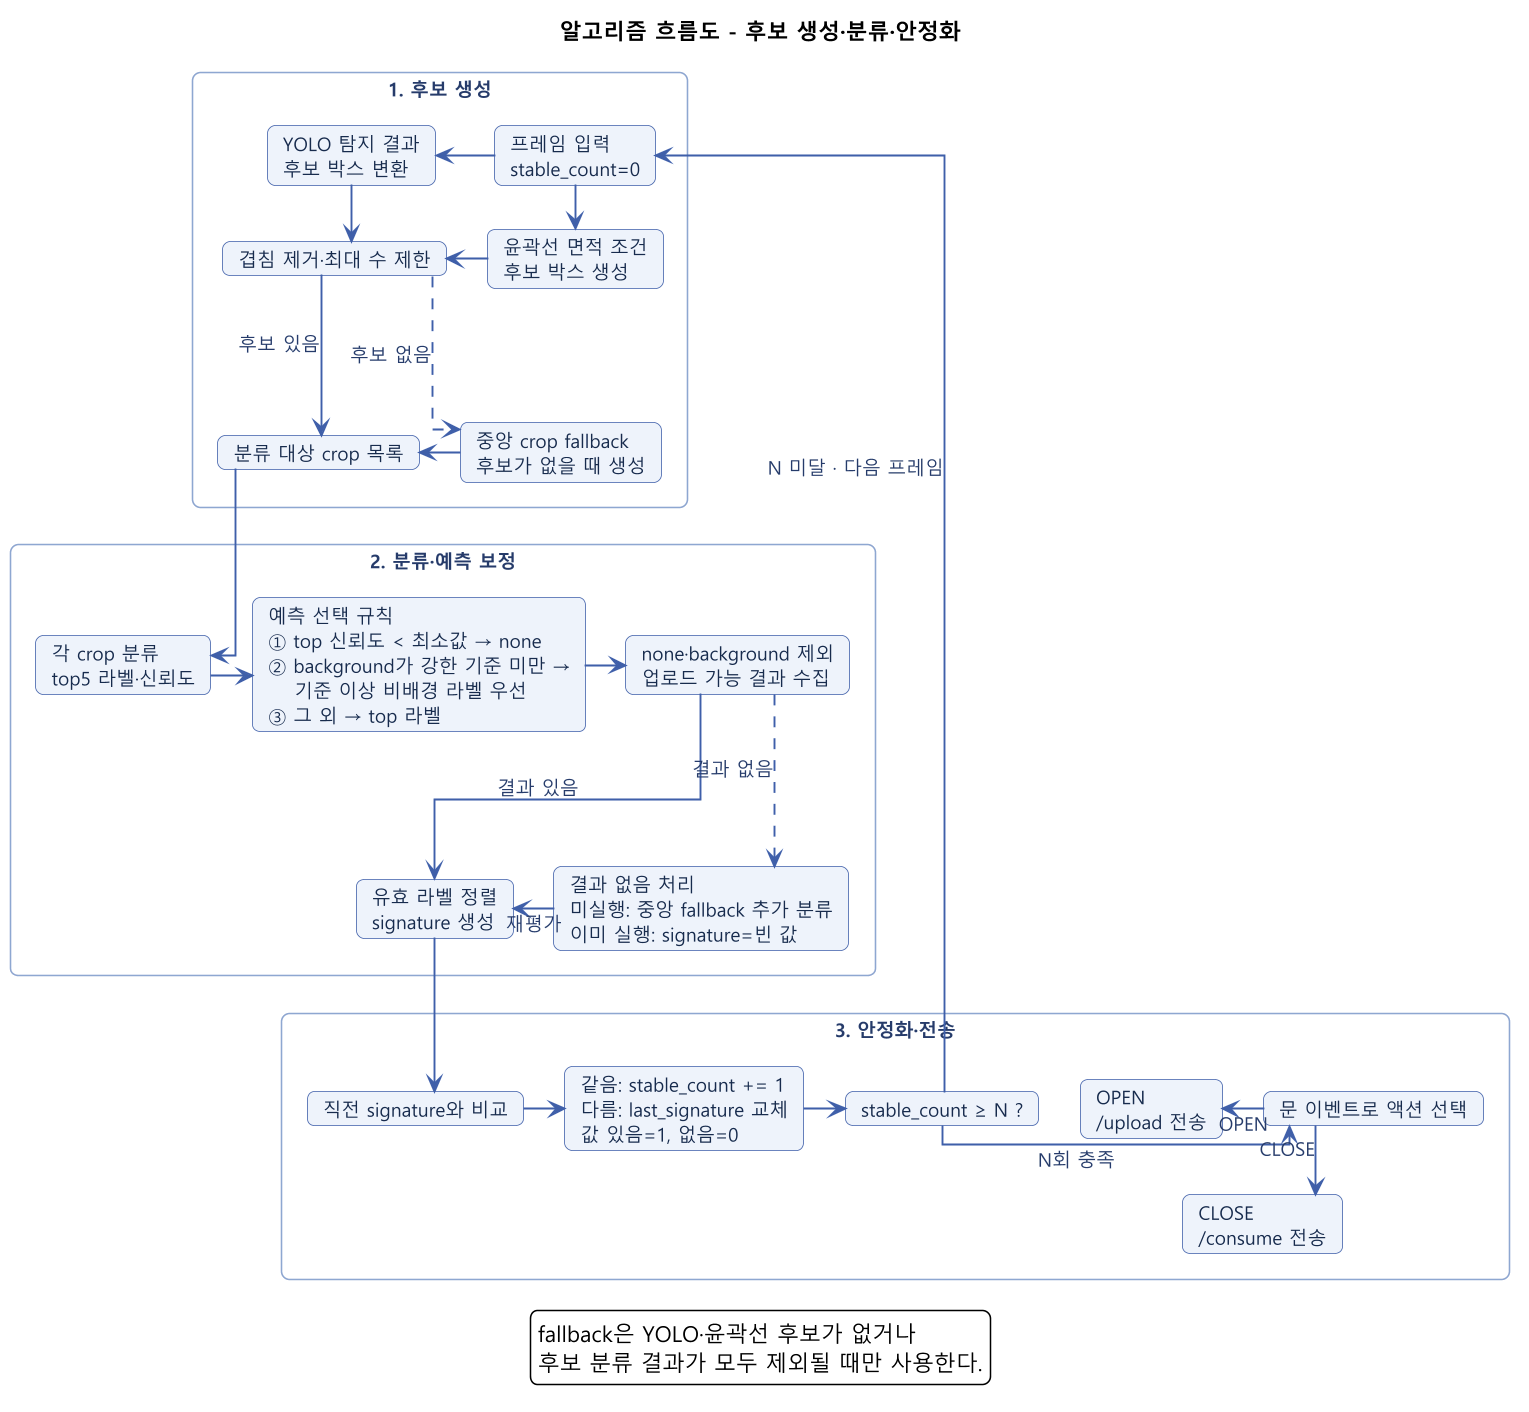 알고리즘 흐름도 - 후보 생성·분류·안정화
1. 후보 생성
YOLO 탐지 결과
후보 박스 변환
프레임 입력
stable_count=0
겹침 제거·최대 수 제한
윤곽선 면적 조건
후보 박스 생성
후보 있음
후보 없음
분류 대상 crop 목록
중앙 crop fallback
후보가 없을 때 생성
N 미달 · 다음 프레임
2. 분류·예측 보정
각 crop 분류
top5 라벨·신뢰도
예측 선택 규칙
① top 신뢰도 < 최소값 → none
② background가 강한 기준 미만 →
기준 이상 비배경 라벨 우선
③ 그 외 → top 라벨
none·background 제외
업로드 가능 결과 수집
결과 있음
결과 없음
유효 라벨 정렬
signature 생성
재평가
결과 없음 처리
미실행: 중앙 fallback 추가 분류
이미 실행: signature=빈 값
3. 안정화·전송
직전 signature와 비교
같음: stable_count += 1
다름: last_signature 교체
값 있음=1, 없음=0
stable_count ≥ N ?
N회 충족
OPEN
/upload 전송
OPEN
문 이벤트로 액션 선택
CLOSE
CLOSE
/consume 전송
fallback은 YOLO·윤곽선 후보가 없거나
후보 분류 결과가 모두 제외될 때만 사용한다.